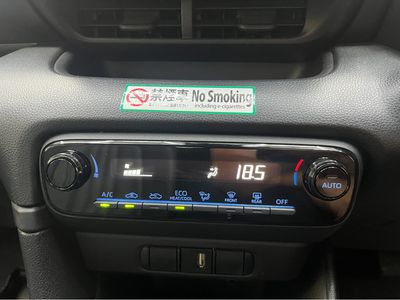 禁煙車 No Smoking
including e-cigarettes
18.5
A/C
ECO
HEAT/COOL
FRONT
REAR
OFF
AUTO